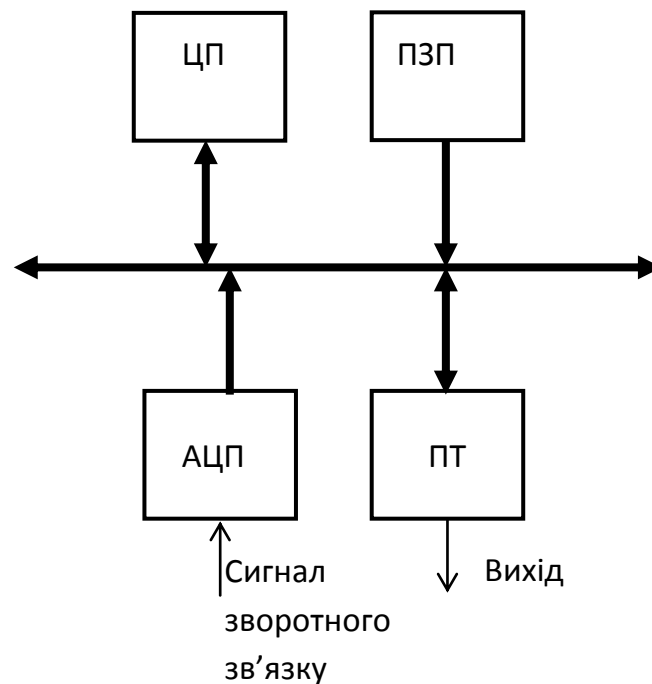 ЦП
ПЗП
АЦП
ПТ
Сигнал
зворотного
зв’язку
Вихід